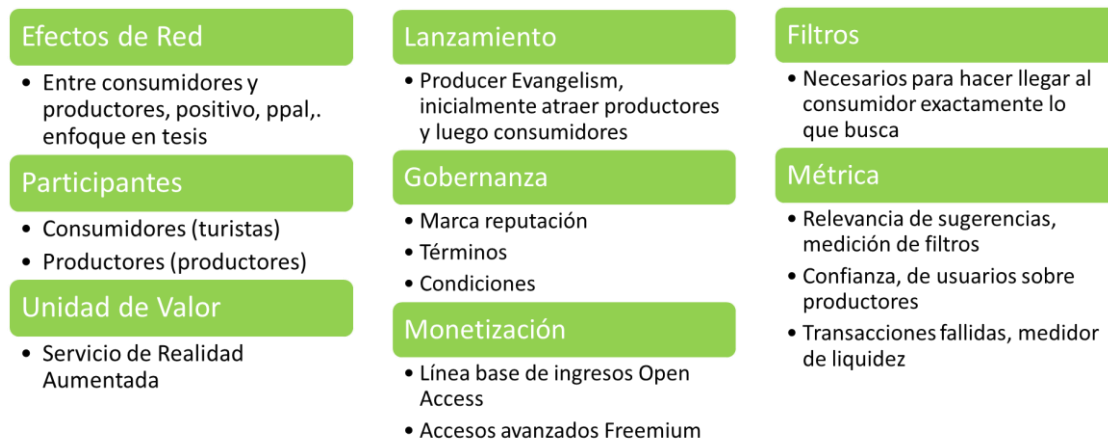 Efectos de Red
• Entre consumidores y
productores, positivo, ppal,.
enfoque en tesis
Participantes
• Consumidores (turistas)
• Productores (productores)
Unidad de Valor
• Servicio de Realidad
Aumentada
Lanzamiento
• Producer Evangelism,
inicialmente atraer productores
y luego consumidores
Gobernanza
• Marca reputación
• Términos
• Condiciones
Monetización
• Línea base de ingresos Open
Access
• Accesos avanzados Freemium
Filtros
• Necesarios para hacer llegar al
consumidor exactamente lo
que busca
Métrica
• Relevancia de sugerencias,
medición de filtros
• Confianza, de usuarios sobre
productores
• Transacciones fallidas, medidor
de liquidez